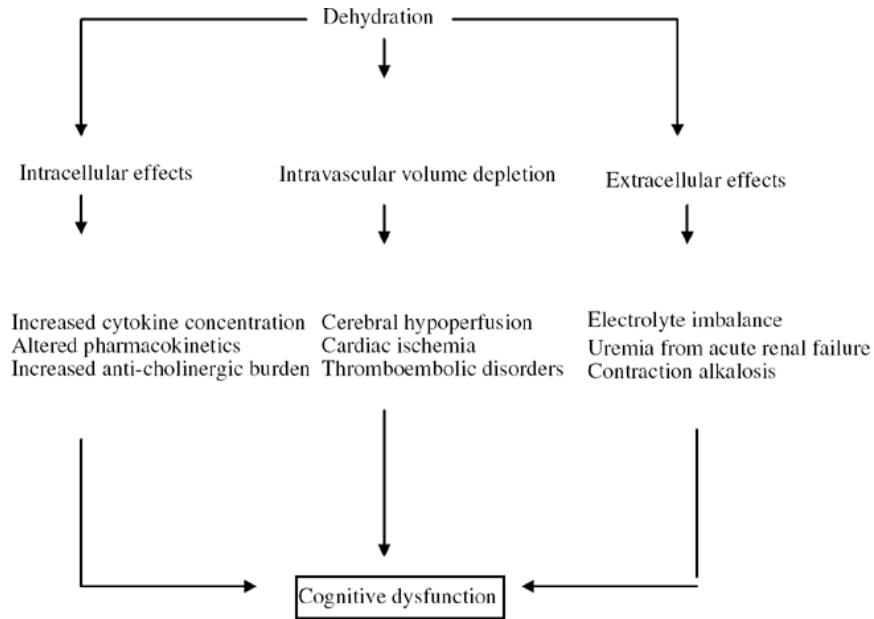 Dehydration
Intracellular effects
Intravascular volume depletion
Extracellular effects
Increased cytokine concentration
Altered pharmacokinetics
Increased anti-cholinergic burden
Cerebral hypoperfusion
Cardiac ischemia
Thromboembolic disorders
Electrolyte imbalance
Uremia from acute renal failure
Contraction alkalosis
Cognitive dysfunction